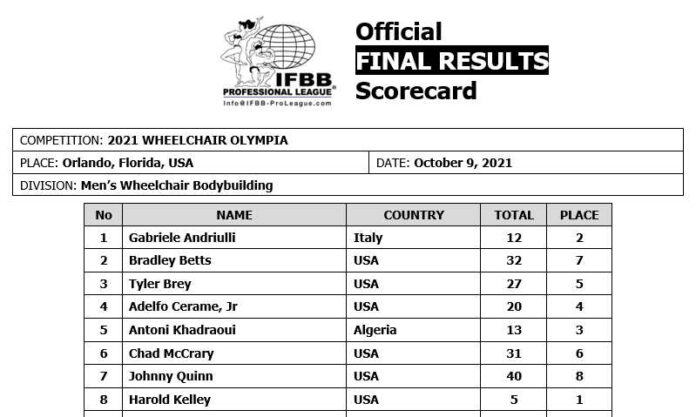 Official
FINAL RESULTS
Scorecard
IFBB
PROFESSIONAL LEAGUE®
Info@IFBB-ProLeague.com
COMPETITION: 2021 WHEELCHAIR OLYMPIA
PLACE: Orlando, Florida, USA DATE: October 9, 2021
DIVISION: Men's Wheelchair Bodybuilding
No NAME COUNTRY TOTAL PLACE
1 Gabriele Andriulli Italy 12 2
2 Bradley Betts USA 32 7
3 Tyler Brey USA 27 5
4 Adelfo Cerame, Jr USA 20 4
5 Antoni Khadraoui Algeria 13 3
6 Chad McCrary USA 31 6
7 Johnny Quinn USA 40 8
8 Harold Kelley USA 5 1